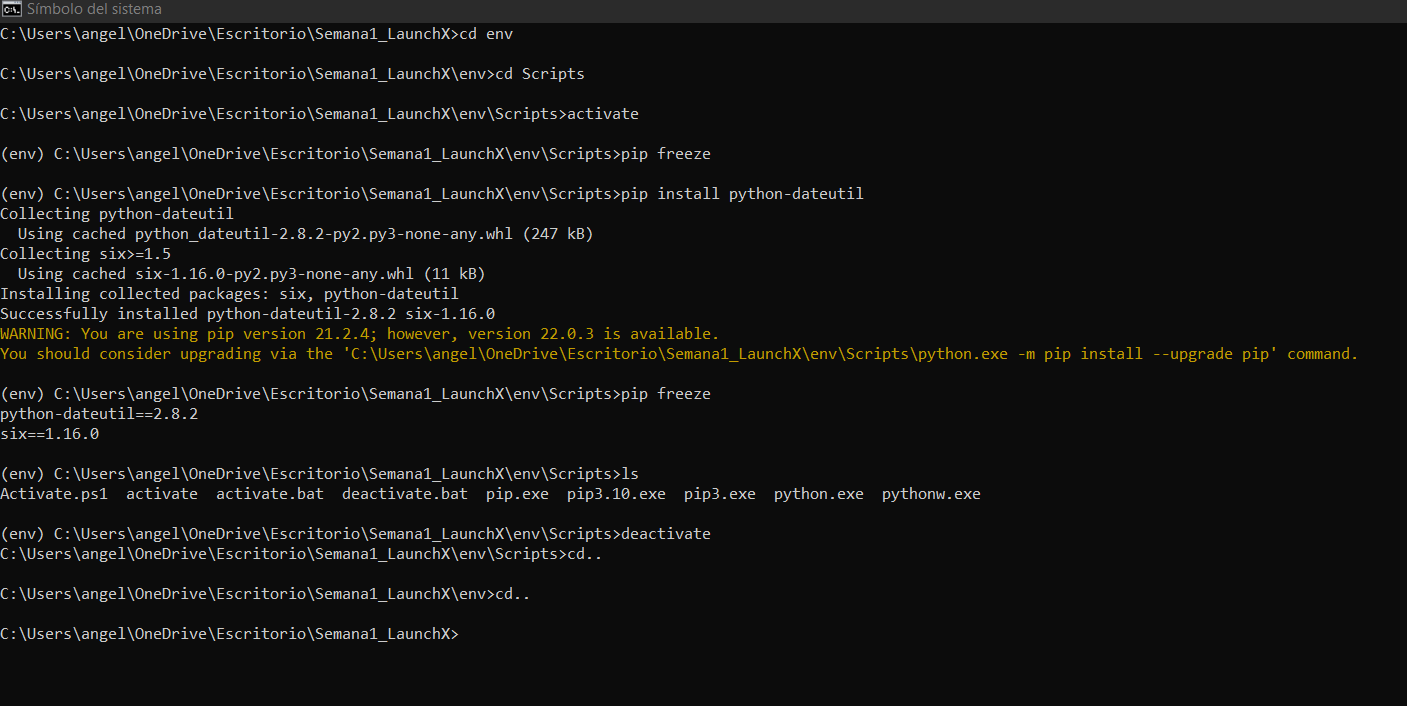 Símbolo del sistema
C:\Users\angel\OneDrive\Escritorio\Semana1_LaunchX>cd env
C:\Users\angel\OneDrive\Escritorio\Semana1_LaunchX\env>cd Scripts
C:\Users\angel\OneDrive\Escritorio\Semana1_LaunchX\env\Scripts>activate
(env) C:\Users\angel\OneDrive\Escritorio\Semana1_LaunchX\env\Scripts>pip freeze
(env) C:\Users\angel\OneDrive\Escritorio\Semana1_LaunchX\env\Scripts>pip install python-dateutil
Collecting python-dateutil
  Using cached python_dateutil-2.8.2-py2.py3-none-any.whl (247 kB)
Collecting six>=1.5
  Using cached six-1.16.0-py2.py3-none-any.whl (11 kB)
Installing collected packages: six, python-dateutil
Successfully installed python-dateutil-2.8.2 six-1.16.0
WARNING: You are using pip version 21.2.4; however, version 22.0.3 is available.
You should consider upgrading via the 'C:\Users\angel\OneDrive\Escritorio\Semana1_LaunchX\env\Scripts\python.exe -m pip install --upgrade pip' command.
(env) C:\Users\angel\OneDrive\Escritorio\Semana1_LaunchX\env\Scripts>pip freeze
python-dateutil==2.8.2
six==1.16.0
(env) C:\Users\angel\OneDrive\Escritorio\Semana1_LaunchX\env\Scripts>ls
Activate.ps1  activate  activate.bat  deactivate.bat  pip.exe  pip3.10.exe  pip3.exe  python.exe  pythonw.exe
(env) C:\Users\angel\OneDrive\Escritorio\Semana1_LaunchX\env\Scripts>deactivate
C:\Users\angel\OneDrive\Escritorio\Semana1_LaunchX\env\Scripts>cd..
C:\Users\angel\OneDrive\Escritorio\Semana1_LaunchX\env>cd..
C:\Users\angel\OneDrive\Escritorio\Semana1_LaunchX>